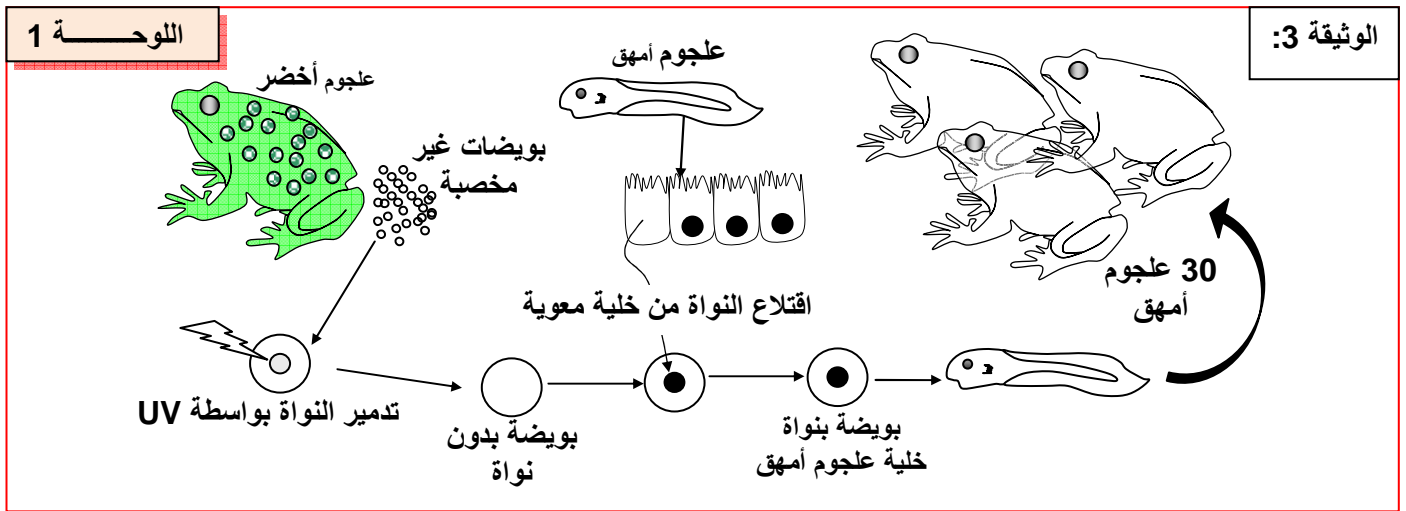 الوثيقة 3:
اللوحـــــــــة 1
علجوم أخضر
علجوم أمهق
بويضات غير
مخصبة
اقتلاع النواة من خلية معوية
30 علجوم
أمهق
تدمير النواة بواسطة UV
بويضة بدون
نواة
بويضة بنواة
خلية علجوم أمهق